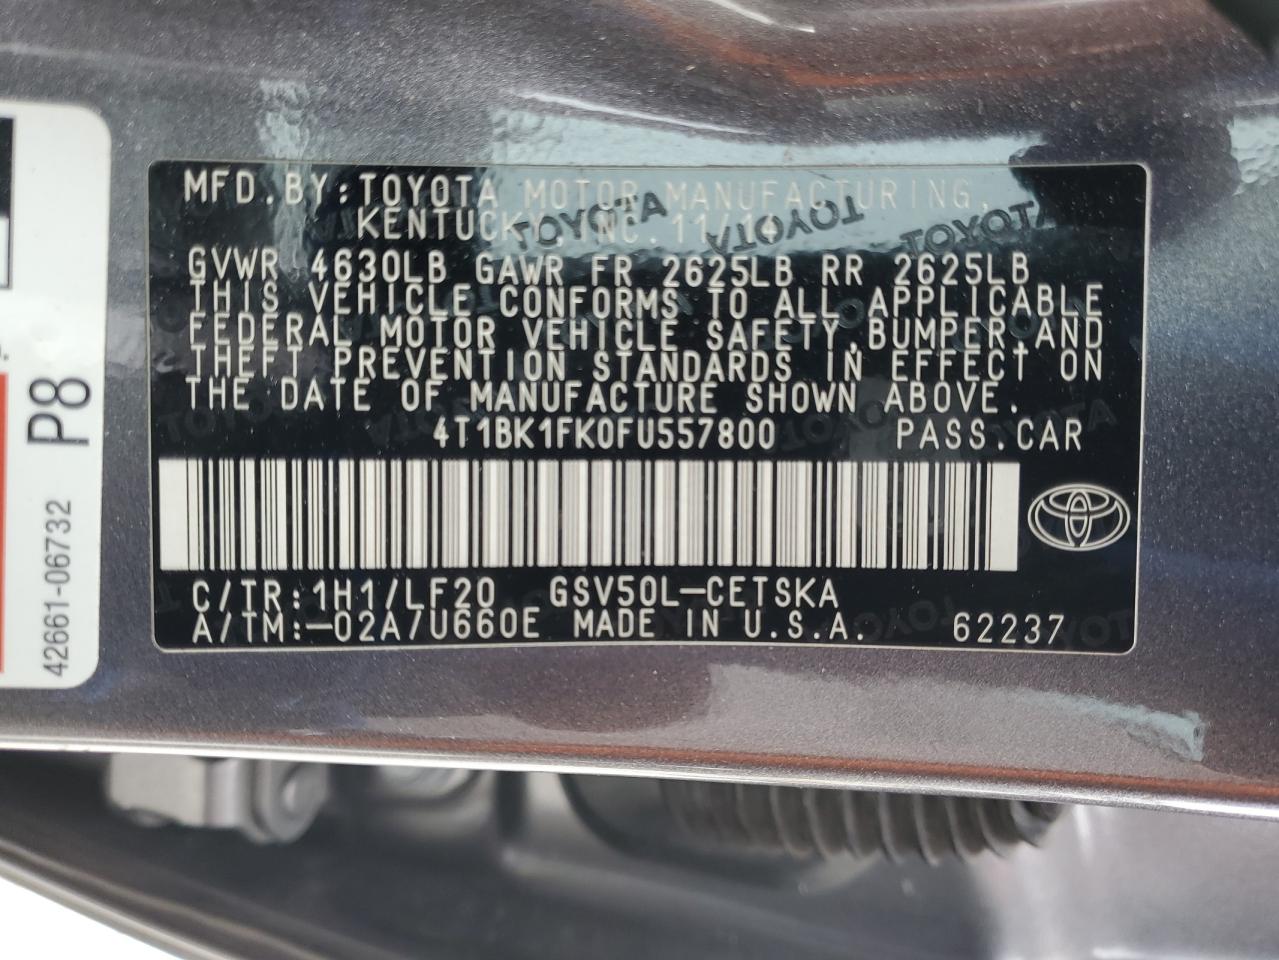 MFD.BY:TOYOTA MOTOR MANUFACTURING,
KENTUCKY,INC. 11/14
GVWR 4630LB GAWR FR 2625LB RR 2625LB
THIS VEHICLE CONFORMS TO ALL APPLICABLE
FEDERAL MOTOR VEHICLE SAFETY,BUMPER,AND
THEFT PREVENTION STANDARDS IN EFFECT ON
THE DATE OF MANUFACTURE SHOWN ABOVE.
4T1BK1FK0FU557800 PASS.CAR
C/TR:1H1/LF20 GSV50L-CETSKA
A/TM:-02A/U660E MADE IN U.S.A. 62237
TOYOTA TOYOTA TOYOTA
P8
42661-06732